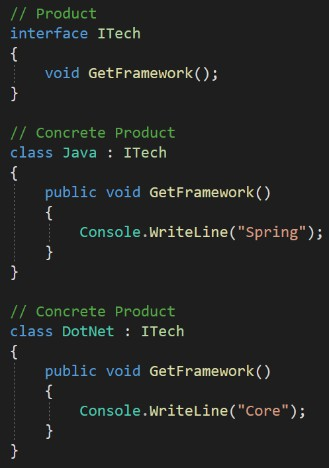 // Product
interface ITech
{
    void GetFramework();
}

// Concrete Product
class Java : ITech
{
    public void GetFramework()
    {
        Console.WriteLine("Spring");
    }
}

// Concrete Product
class DotNet : ITech
{
    public void GetFramework()
    {
        Console.WriteLine("Core");
    }
}